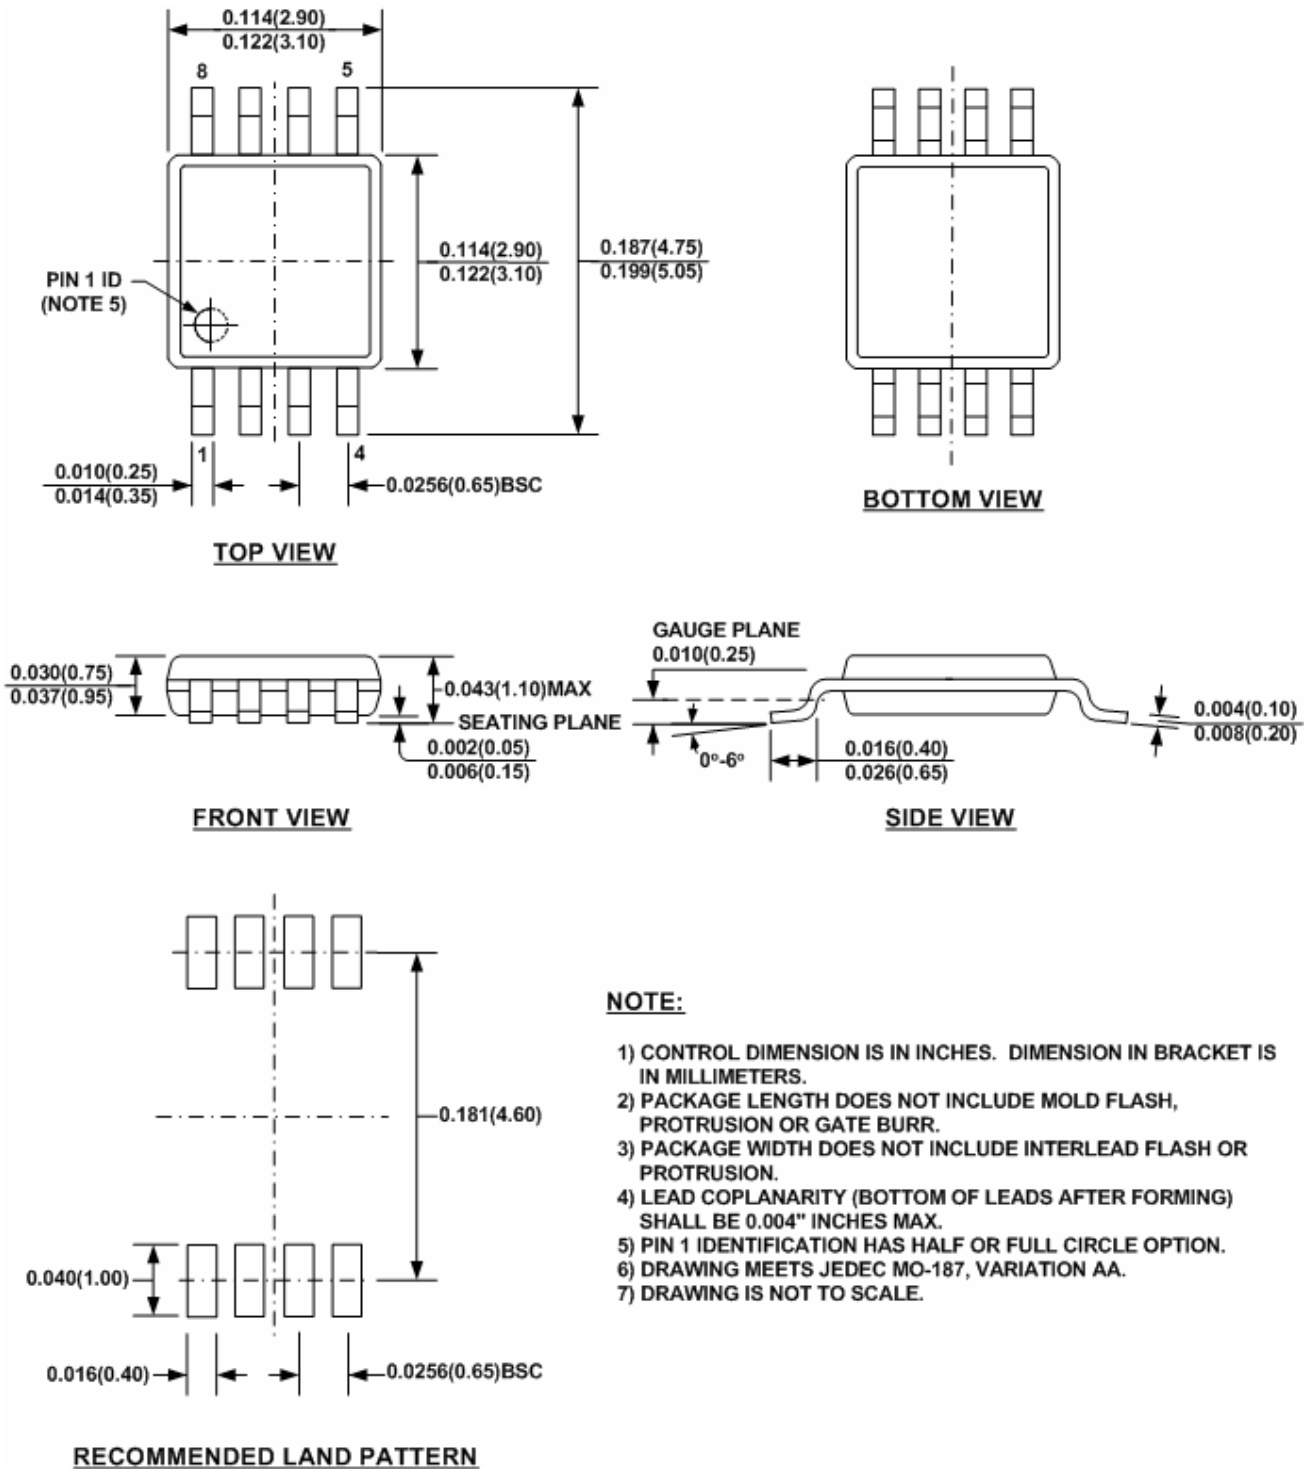 0.114(2.90)
0.122(3.10)
8
5
0.114(2.90)
0.122(3.10)
0.187(4.75)
0.199(5.05)
PIN 1 ID
(NOTE 5)
1
4
0.010(0.25)
0.014(0.35)
0.0256(0.65)BSC
TOP VIEW
BOTTOM VIEW
0.030(0.75)
0.037(0.95)
0.043(1.10)MAX
SEATING PLANE
0.002(0.05)
0.006(0.15)
FRONT VIEW
GAUGE PLANE
0.010(0.25)
0°-6°
0.016(0.40)
0.026(0.65)
0.004(0.10)
0.008(0.20)
SIDE VIEW
0.181(4.60)
0.040(1.00)
0.016(0.40)
0.0256(0.65)BSC
RECOMMENDED LAND PATTERN
NOTE:
1) CONTROL DIMENSION IS IN INCHES. DIMENSION IN BRACKET IS
IN MILLIMETERS.
2) PACKAGE LENGTH DOES NOT INCLUDE MOLD FLASH,
PROTRUSION OR GATE BURR.
3) PACKAGE WIDTH DOES NOT INCLUDE INTERLEAD FLASH OR
PROTRUSION.
4) LEAD COPLANARITY (BOTTOM OF LEADS AFTER FORMING)
SHALL BE 0.004" INCHES MAX.
5) PIN 1 IDENTIFICATION HAS HALF OR FULL CIRCLE OPTION.
6) DRAWING MEETS JEDEC MO-187, VARIATION AA.
7) DRAWING IS NOT TO SCALE.